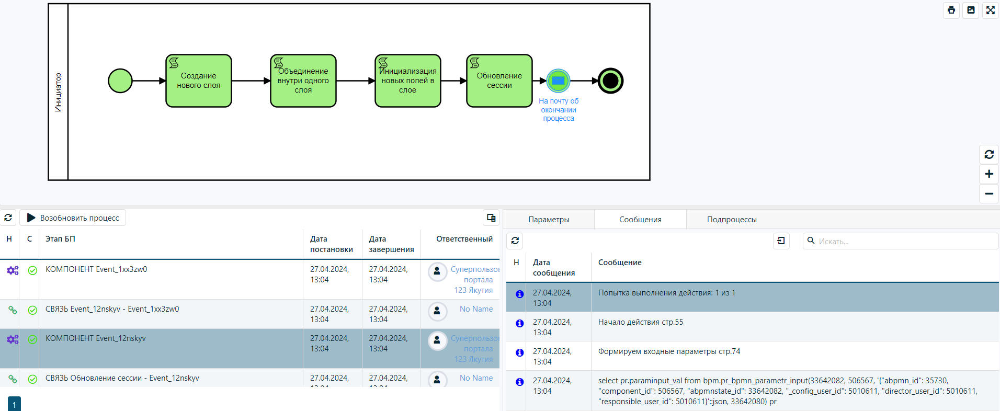 Инициатор
Создание
нового слоя
Объединение
внутри одного
слоя
Инициализация
новых полей в
слое
Обновление
сессии
На почту об
окончании
процесса
Возобновить процесс
Н
С
Этап БП
Дата
постановки
Дата
завершения
Ответственный
КОМПОНЕНТ Event_1xx3zw0
27.04.2024,
13:04
27.04.2024,
13:04
Суперпользов
портала
123 Якутия
СВЯЗЬ Event_12nskyv - Event_1xx3zw0
27.04.2024,
13:04
27.04.2024,
13:04
No Name
КОМПОНЕНТ Event_12nskyv
27.04.2024,
13:04
27.04.2024,
13:04
Суперпользов
портала
123 Якутия
СВЯЗЬ Обновление сессии - Event_12nskyv
27.04.2024,
13:04
27.04.2024,
13:04
No Name
1
Параметры
Сообщения
Подпроцессы
Искать...
Н
Дата
сообщения
Сообщение
27.04.2024,
13:04
Попытка выполнения действия: 1 из 1
27.04.2024,
13:04
Начало действия стр.55
27.04.2024,
13:04
Формируем входные параметры стр.74
27.04.2024,
13:04
select pr.paraminput_val from bpm.pr_bpmn_parametr_input(33642082, 506567, '{"abpmn_id": 35730,
"component_id": 506567, "abpmnstate_id": 33642082, "_config_user_id": 5010611, "director_user_id": 5010611,
"responsible_user_id": 5010611}'::json, 33642080) pr